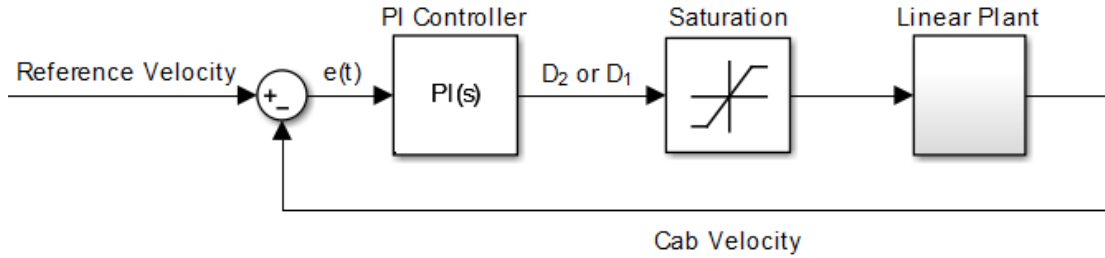 PI Controller
Saturation
Linear Plant
Reference Velocity
e(t)
D₂ or D₁
+
−
PI(s)
Cab Velocity